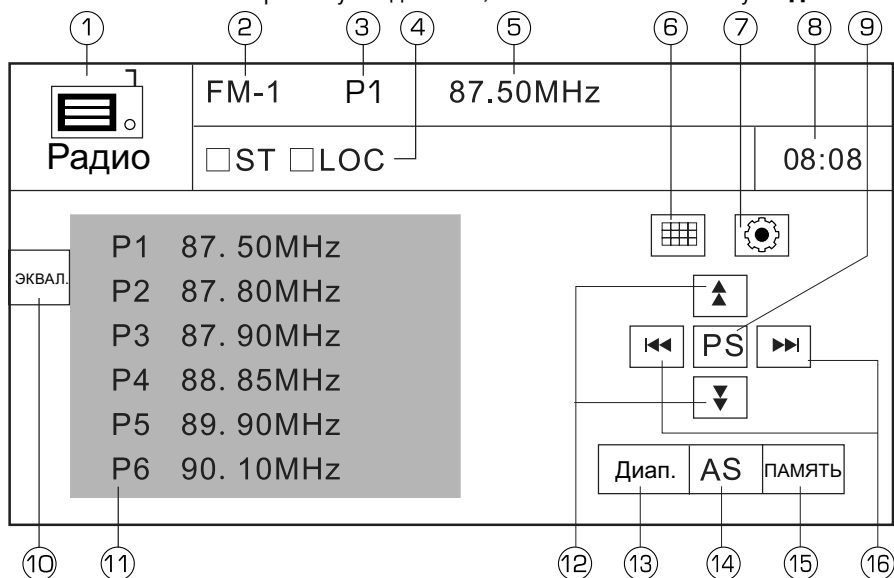 1 2 3 4 5 6 7 8 9
FM-1 P1 87.50MHz
Радио
□ST □LOC
08:08
ЭКВАЛ.
P1 87. 50MHz
P2 87. 80MHz
P3 87. 90MHz
P4 88. 85MHz
P5 89. 90MHz
P6 90. 10MHz
PS
Диап. AS ПАМЯТЬ
10 11 12 13 14 15 16